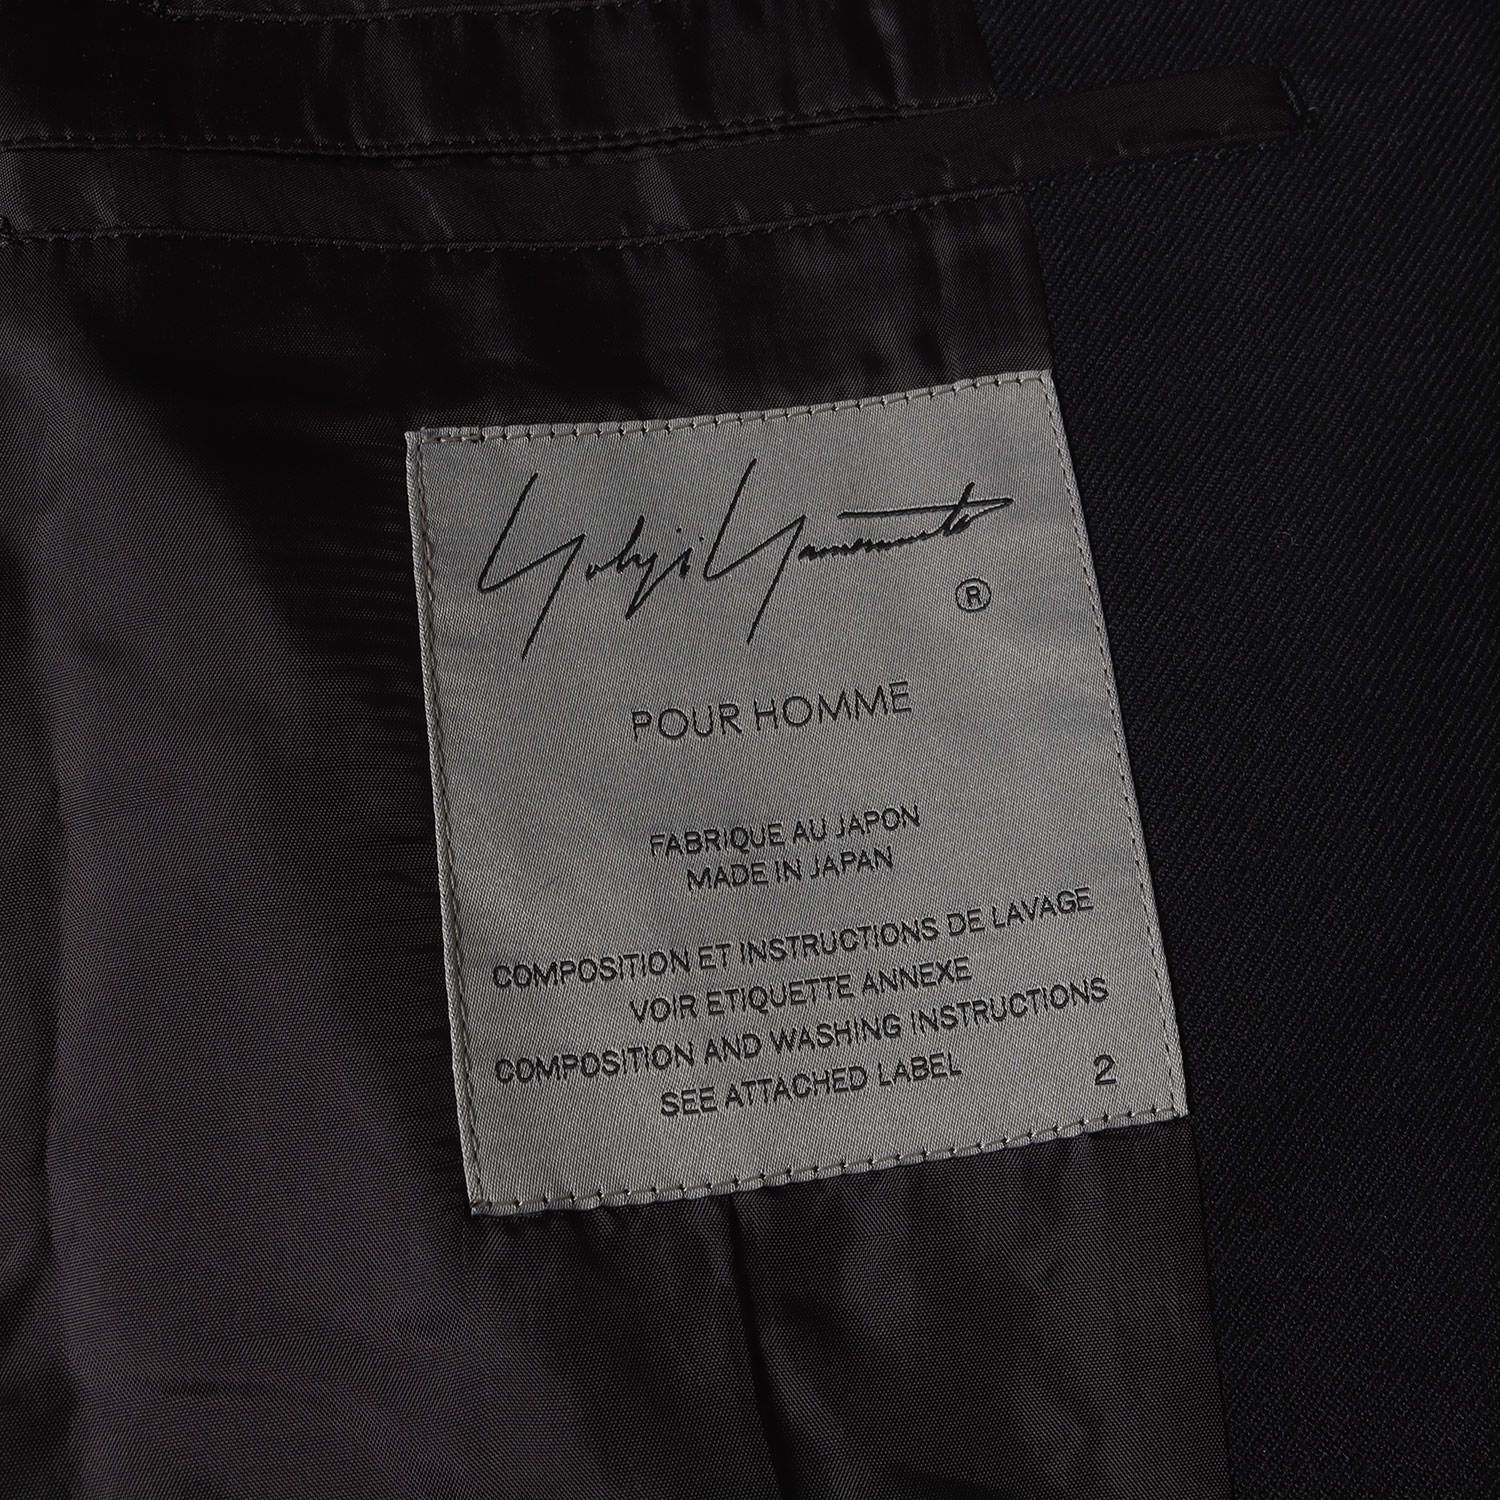 Yohji Yamamoto
®
POUR HOMME
FABRIQUE AU JAPON
MADE IN JAPAN
COMPOSITION ET INSTRUCTIONS DE LAVAGE
VOIR ETIQUETTE ANNEXE
COMPOSITION AND WASHING INSTRUCTIONS
SEE ATTACHED LABEL
2